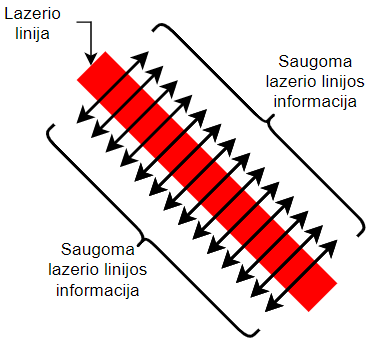 Lazerio
linija
Saugoma
lazerio linijos
informacija
Saugoma
lazerio linijos
informacija